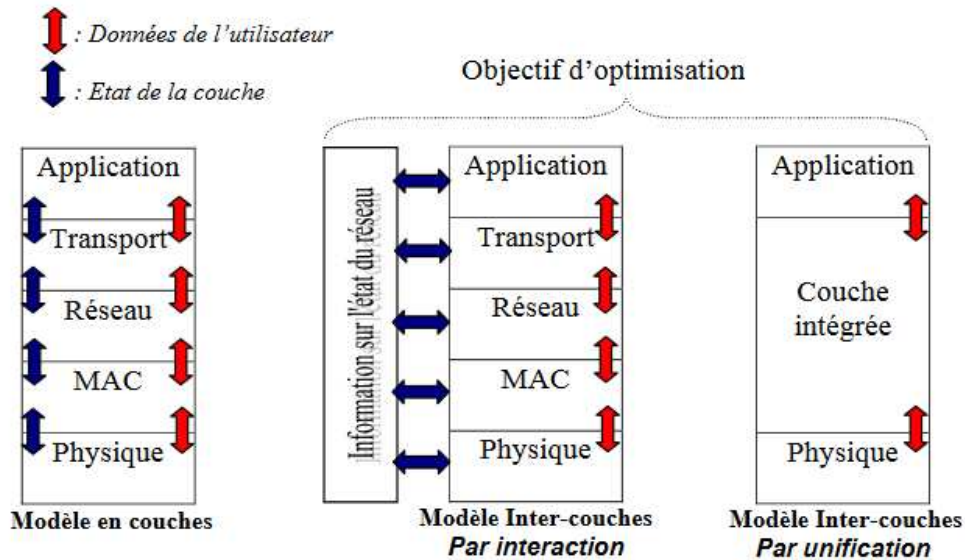 : Données de l'utilisateur
: Etat de la couche
Objectif d'optimisation
Application
Transport
Réseau
MAC
Physique
Modèle en couches
Information sur l'état du réseau
Application
Transport
Réseau
MAC
Physique
Modèle Inter-couches
Par interaction
Application
Couche
intégrée
Physique
Modèle Inter-couches
Par unification